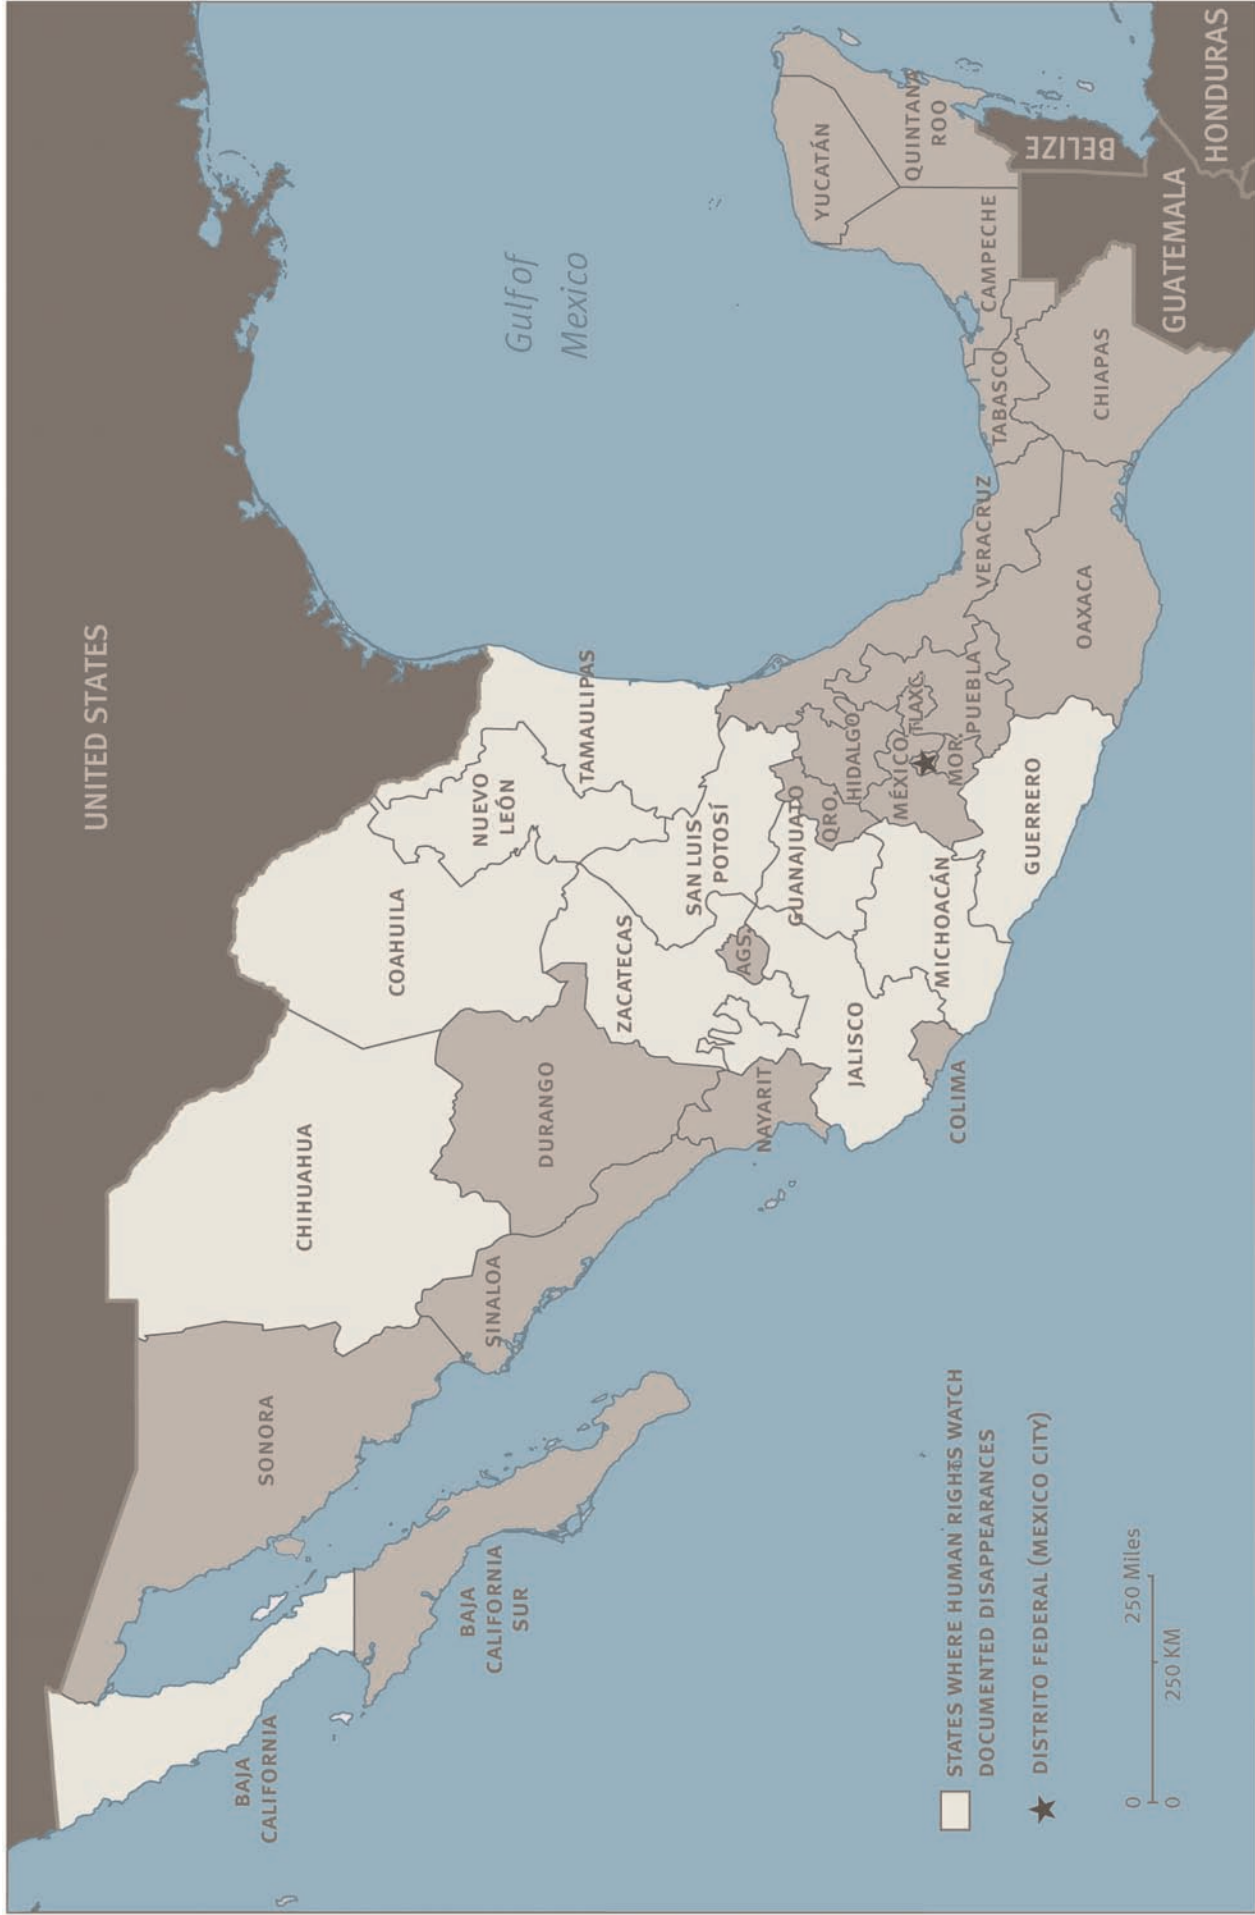 UNITED STATES
BAJA
CALIFORNIA
SONORA
CHIHUAHUA
COAHUILA
NUEVO
LEÓN
TAMAULIPAS
BAJA
CALIFORNIA
SUR
SINALOA
DURANGO
ZACATECAS
SAN LUIS
POTOSÍ
Gulf of
Mexico
NAYARIT
AGS.
GUANAJUATO
QRO.
HIDALGO
JALISCO
COLIMA
MICHOACÁN
MÉXICO
TLAXC.
MOR.
PUEBLA
VERACRUZ
GUERRERO
OAXACA
TABASCO
CHIAPAS
CAMPECHE
YUCATÁN
QUINTANA
ROO
BELIZE
GUATEMALA
HONDURAS
STATES WHERE HUMAN RIGHTS WATCH
DOCUMENTED DISAPPEARANCES
DISTRITO FEDERAL (MEXICO CITY)
0 250 Miles
0 250 KM